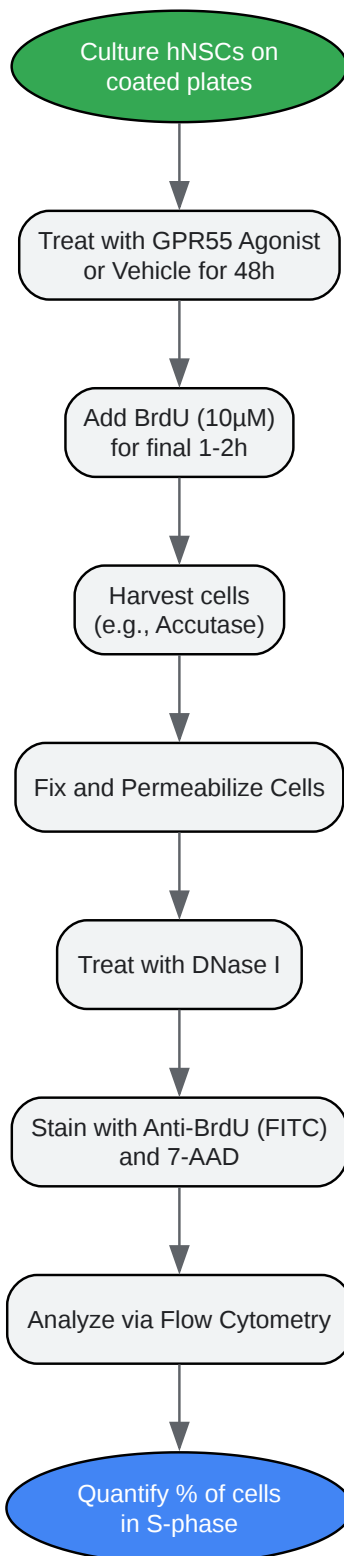 Culture hNSCs on
coated plates
Treat with GPR55 Agonist
or Vehicle for 48h
Add BrdU (10µM)
for final 1-2h
Harvest cells
(e.g., Accutase)
Fix and Permeabilize Cells
Treat with DNase I
Stain with Anti-BrdU (FITC)
and 7-AAD
Analyze via Flow Cytometry
Quantify % of cells
in S-phase